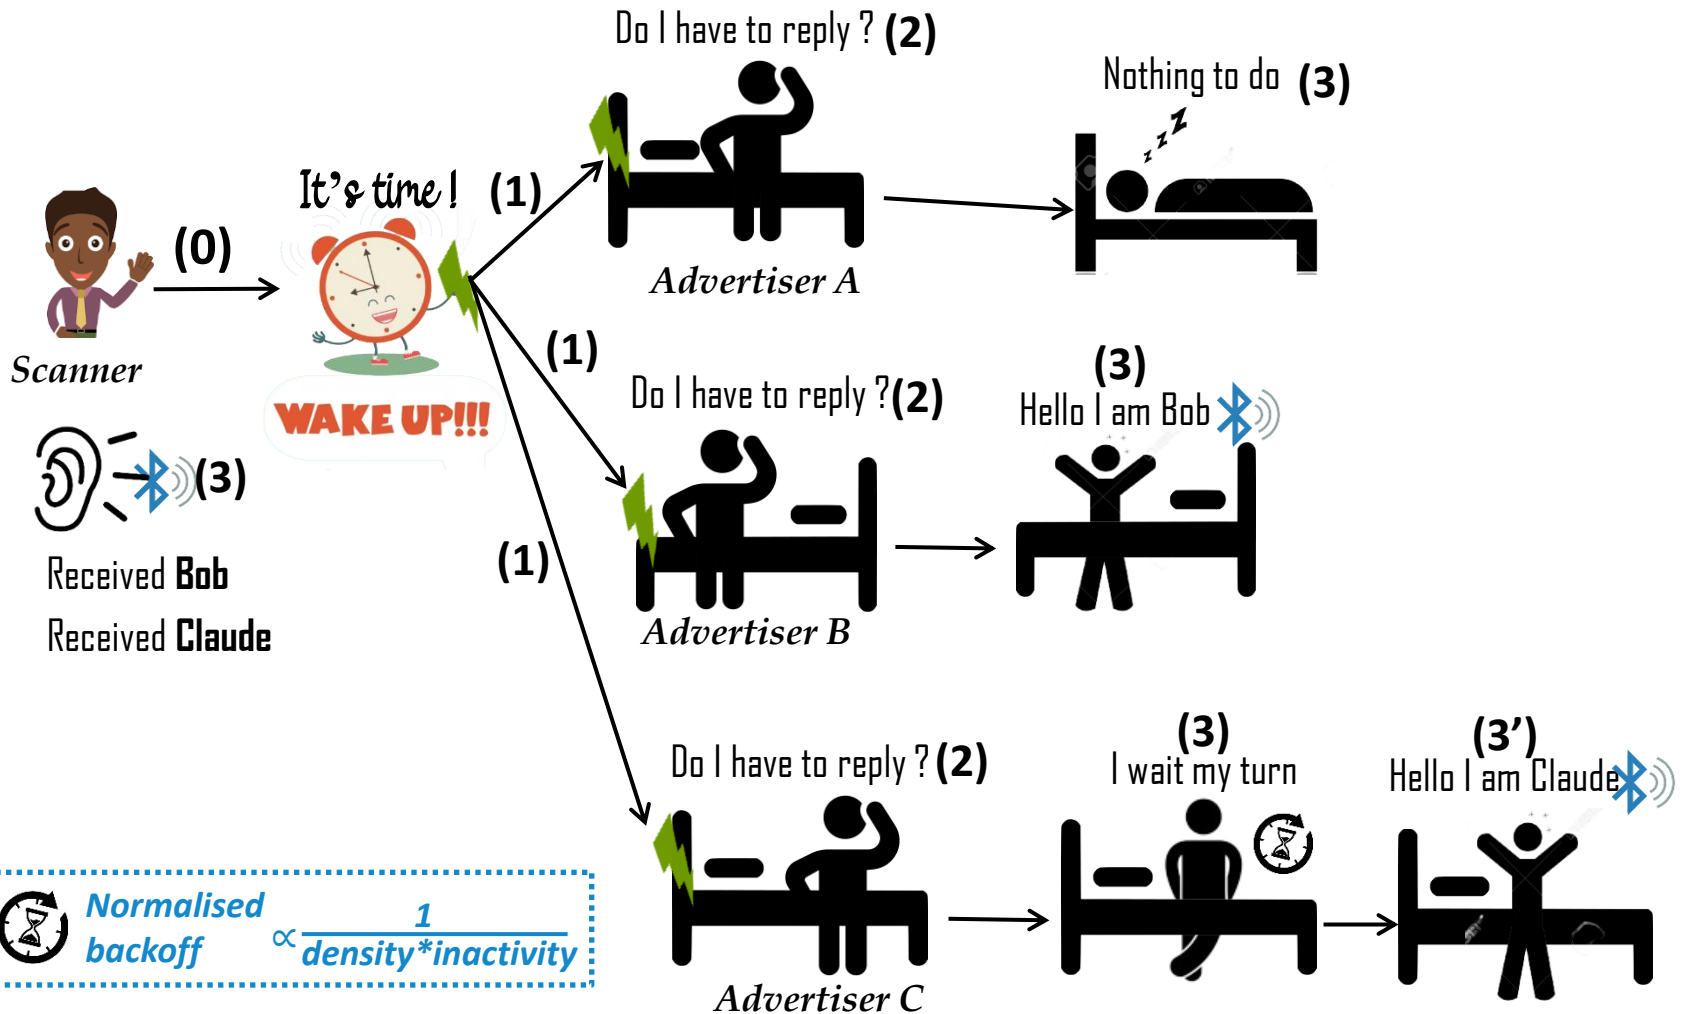 Do I have to reply ? (2)
Nothing to do (3)
It's time !
(1)
(0)
Advertiser A
Scanner
WAKE UP!!!
(1)
Do I have to reply ?(2)
(3)
Hello I am Bob
(3)
Received Bob
Received Claude
(1)
Advertiser B
Do I have to reply ? (2)
(3)
I wait my turn
(3’)
Hello I am Claude
Normalised
backoff
∝ 1
density*inactivity
Advertiser C
z z Z